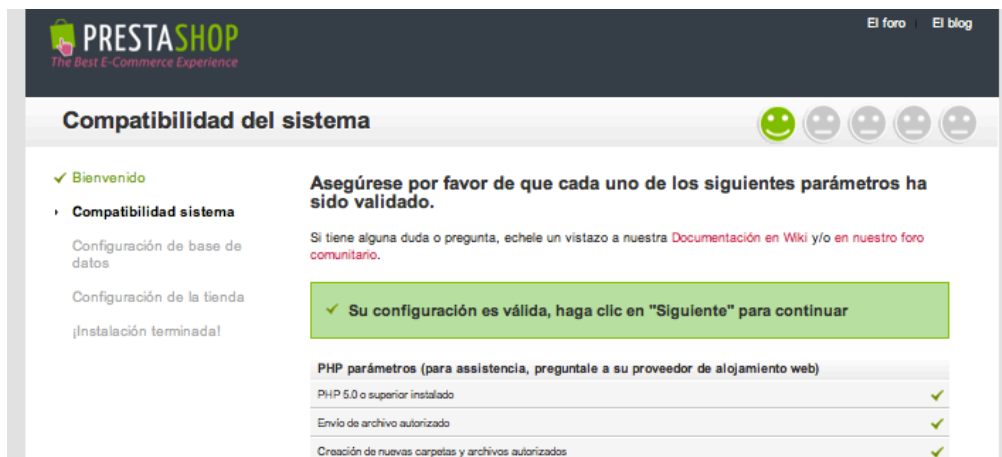 PRESTASHOP
The Best E-Commerce Experience
El foro
El blog
Compatibilidad del sistema
Bienvenido
Compatibilidad sistema
Configuración de base de
datos
Configuración de la tienda
¡Instalación terminada!
Asegúrese por favor de que cada uno de los siguientes parámetros ha
sido validado.
Si tiene alguna duda o pregunta, echele un vistazo a nuestra Documentación en Wiki y/o en nuestro foro
comunitario.
Su configuración es válida, haga clic en "Siguiente" para continuar
PHP parámetros (para assistencia, preguntale a su proveedor de alojamiento web)
PHP 5.0 o superior instalado
Envío de archivo autorizado
Creación de nuevas carpetas y archivos autorizados